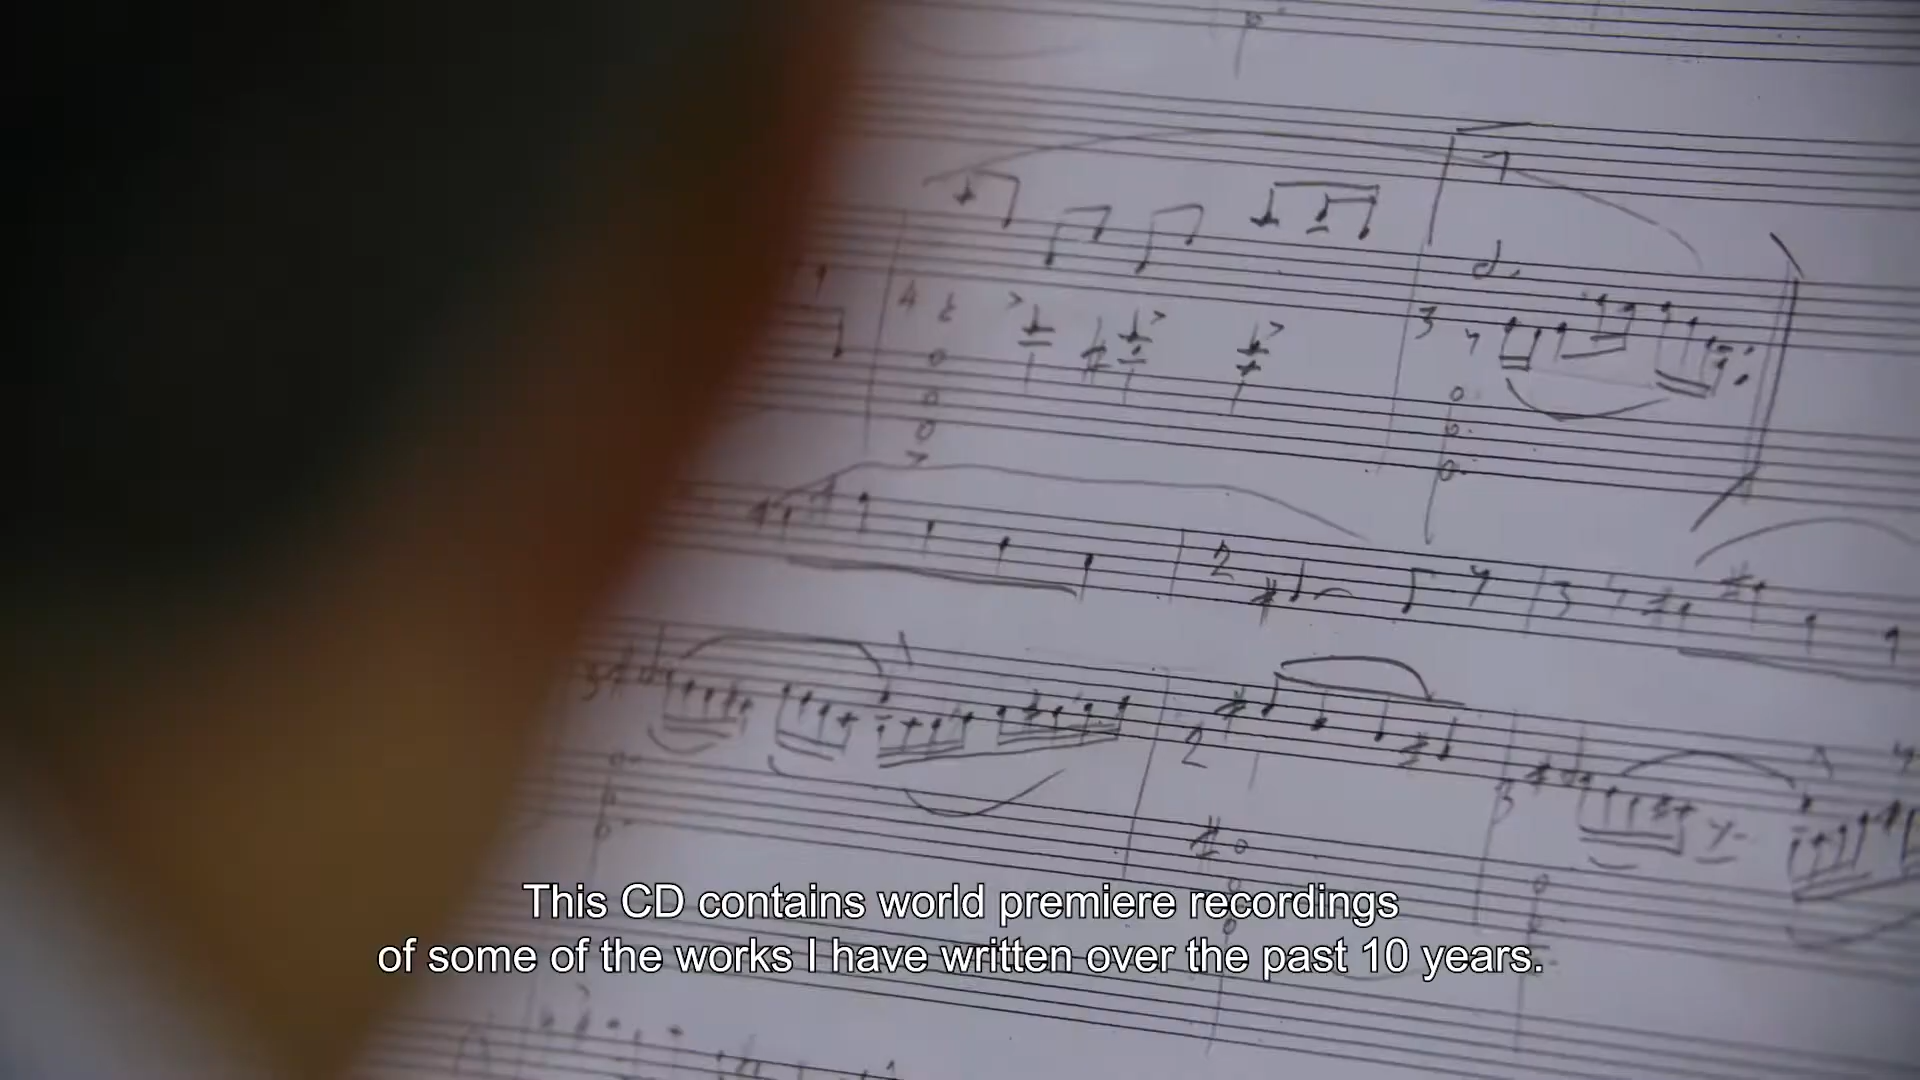 This CD contains world premiere recordings
of some of the works I have written over the past 10 years.